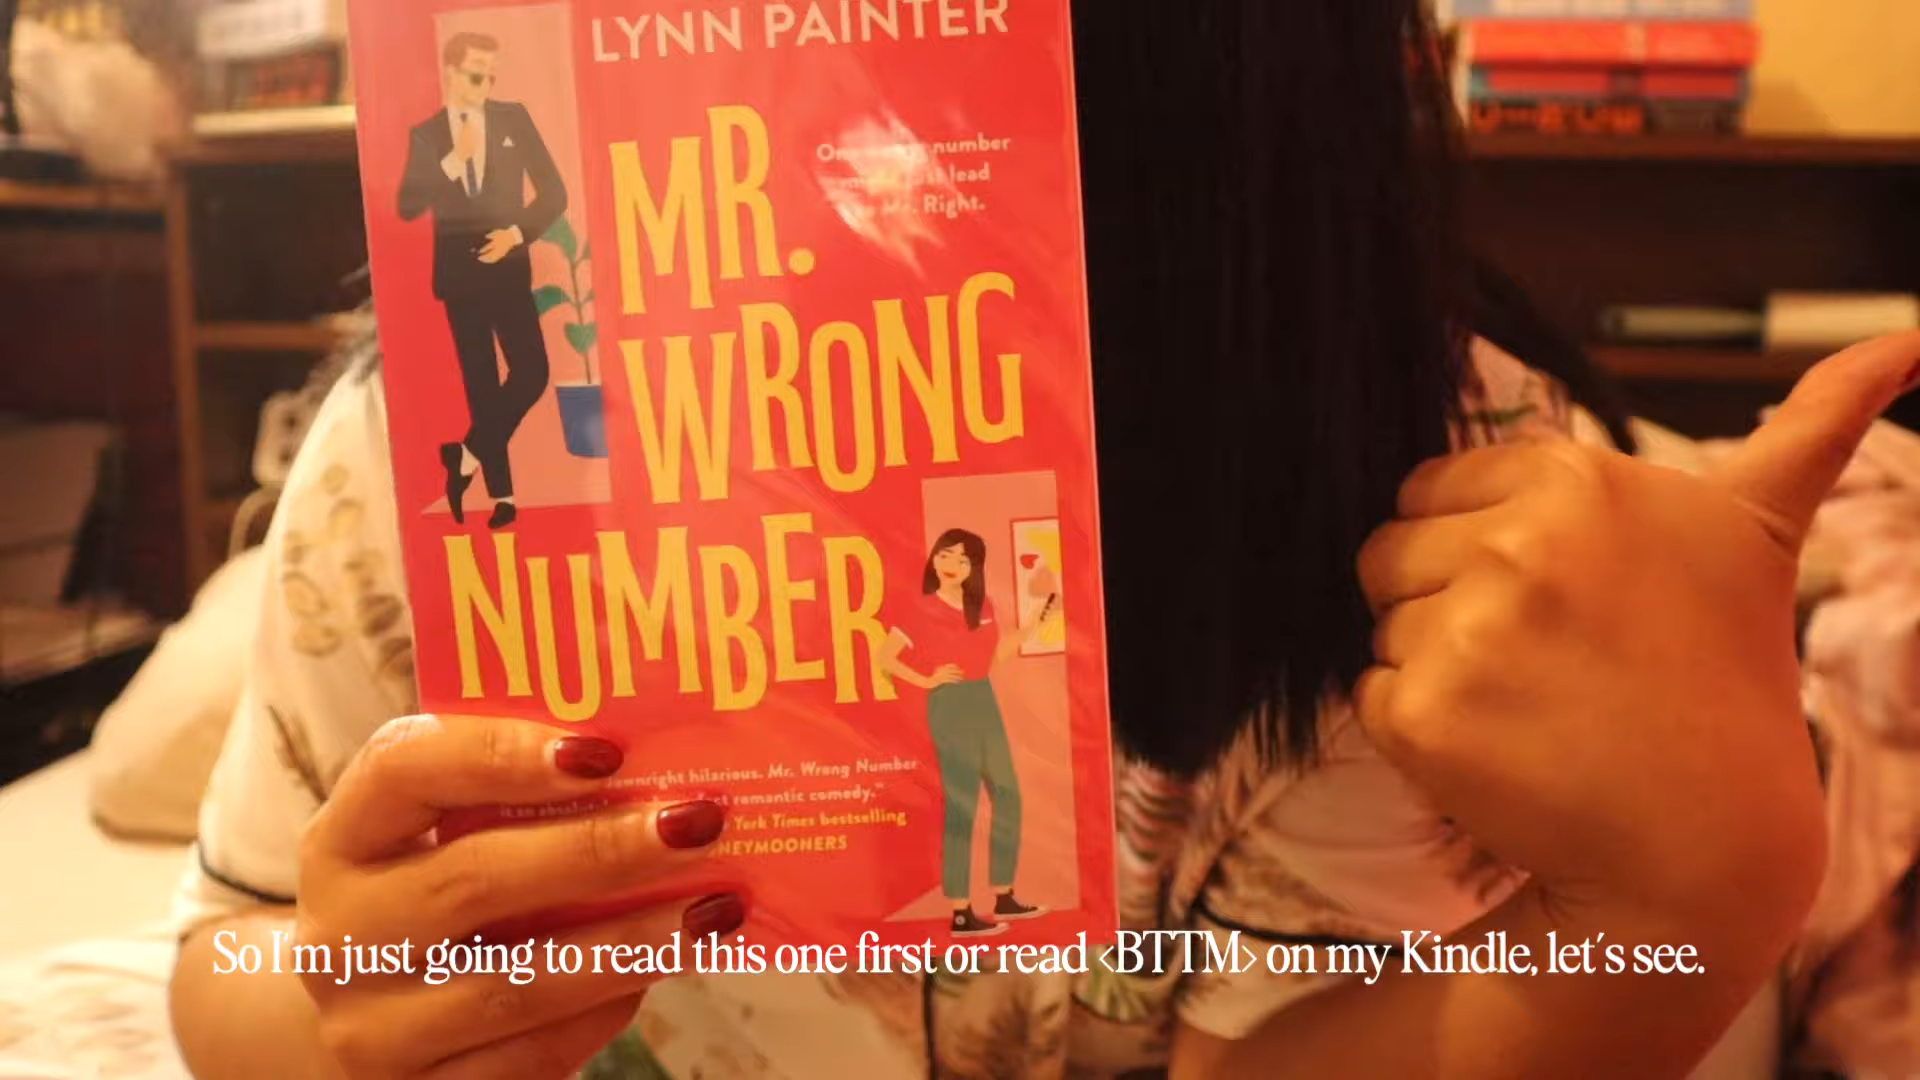 LYNN PAINTER
MR.
number
lead
Right.
WRONG
NUMBER
hilarious. Mr. Wrong Number
romantic comedy."
York Times bestselling
So I'm just going to read this one first or read <BTTM> on my Kindle, let's see.